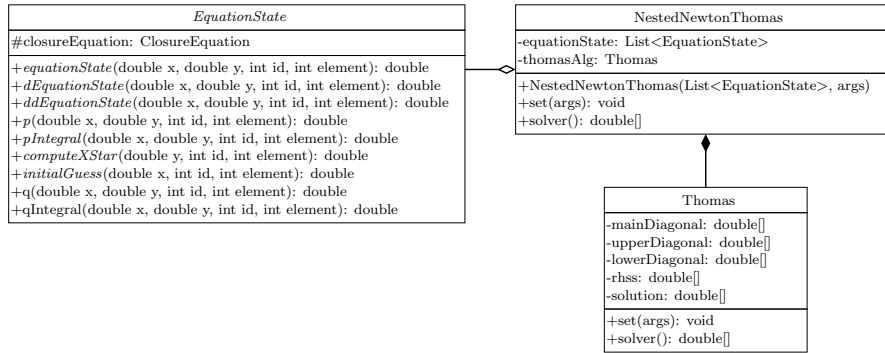 EquationState
#closureEquation: ClosureEquation
+equationState(double x, double y, int id, int element): double
+dEquationState(double x, double y, int id, int element): double
+ddEquationState(double x, double y, int id, int element): double
+p(double x, double y, int id, int element): double
+pIntegral(double x, double y, int id, int element): double
+computeXStar(double y, int id, int element): double
+initialGuess(double x, int id, int element): double
+q(double x, double y, int id, int element): double
+qIntegral(double x, double y, int id, int element): double
NestedNewtonThomas
-equationState: List<EquationState>
-thomasAlg: Thomas
+NestedNewtonThomas(List<EquationState>, args)
+set(args): void
+solver(): double[]
Thomas
-mainDiagonal: double[]
-upperDiagonal: double[]
-lowerDiagonal: double[]
-rhss: double[]
-solution: double[]
+set(args): void
+solver(): double[]